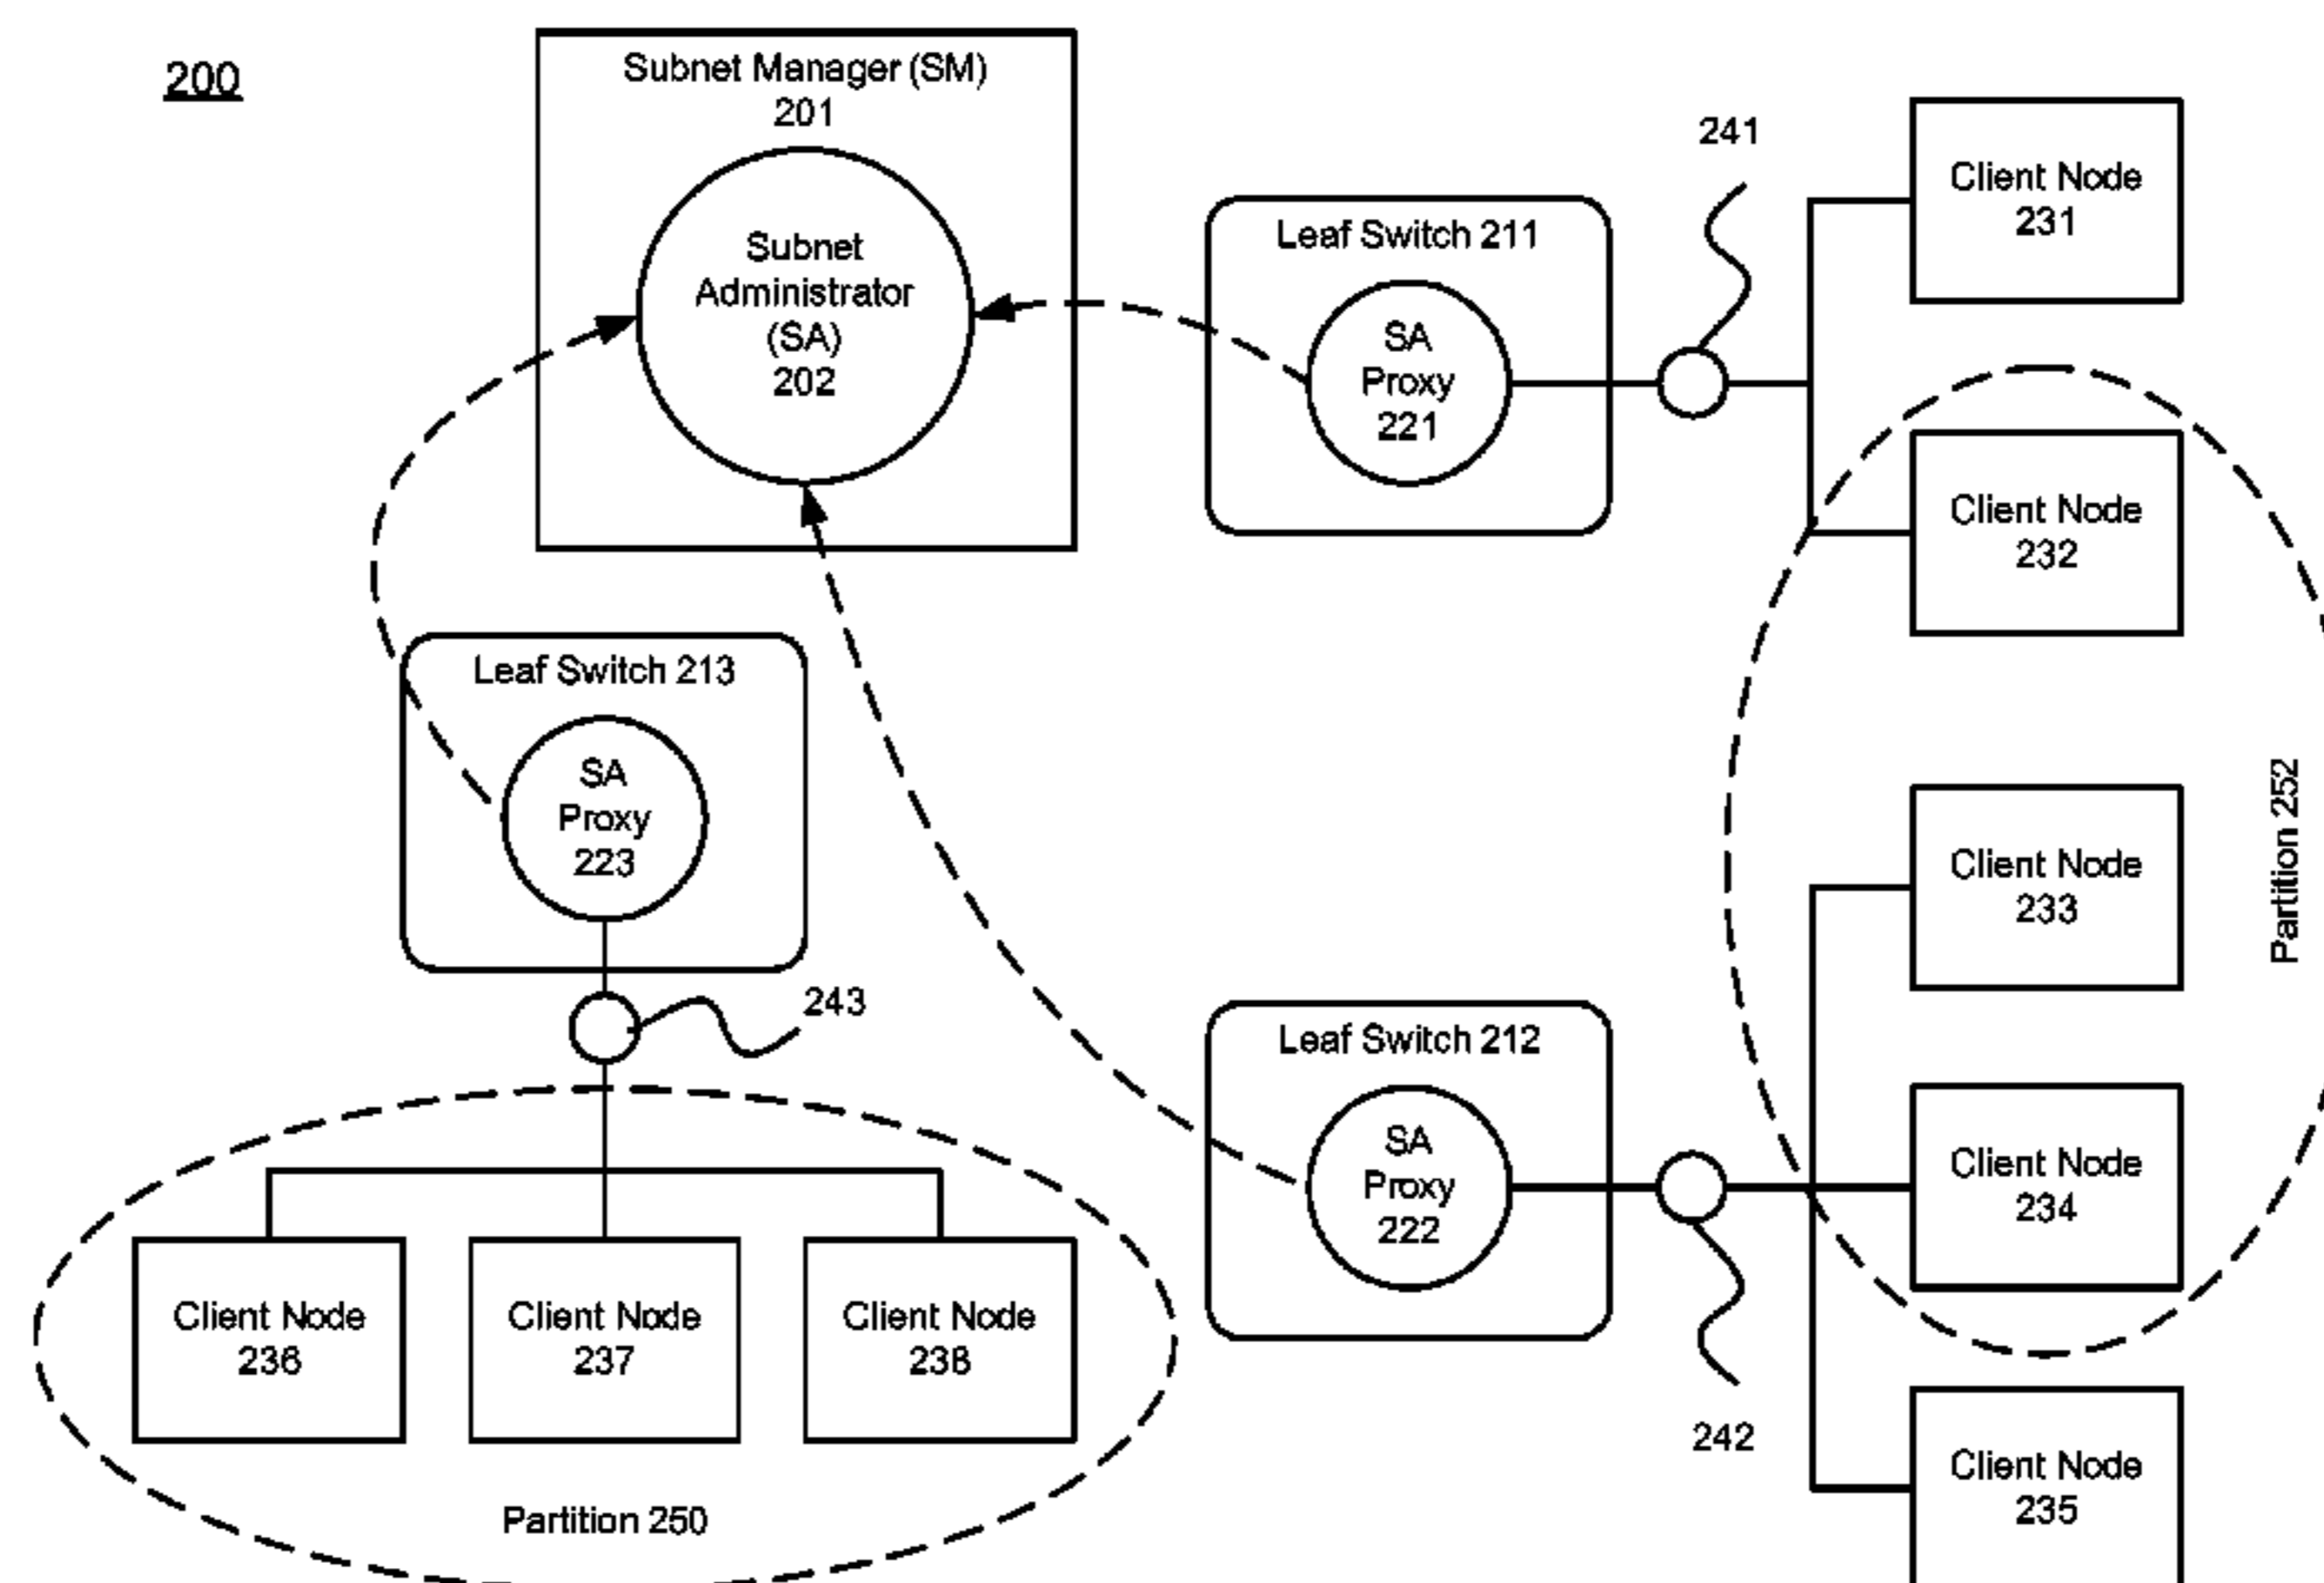 200
Subnet Manager (SM)
201
Subnet
Administrator
(SA)
202
Leaf Switch 211
SA
Proxy
221
241
Client Node
231
Client Node
232
Leaf Switch 213
SA
Proxy
223
243
Client Node
233
Partition 252
Leaf Switch 212
SA
Proxy
222
242
Client Node
234
Client Node
235
Client Node
236
Client Node
237
Client Node
238
Partition 250